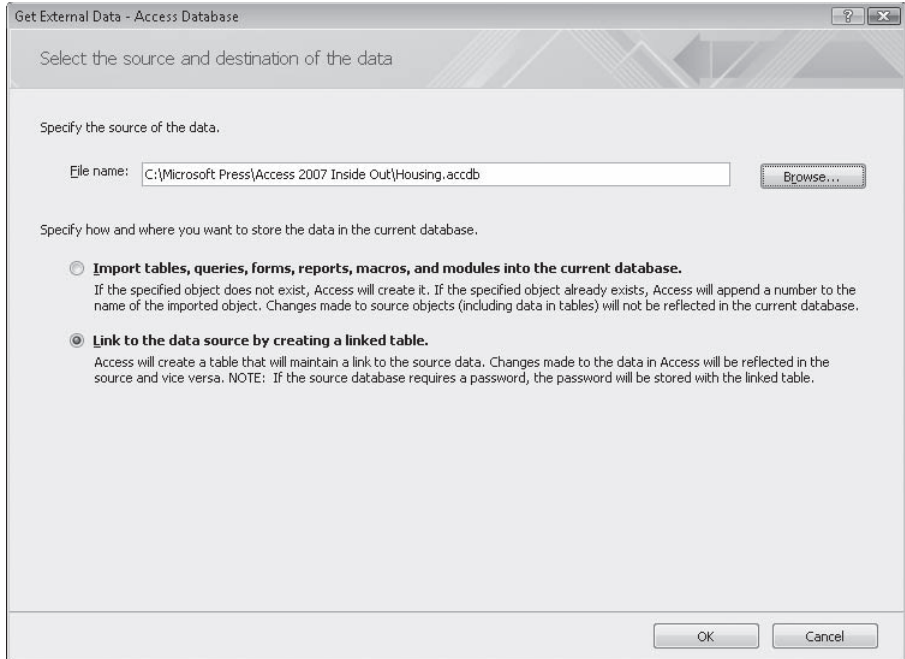 Get External Data - Access Database
Select the source and destination of the data
Specify the source of the data.
File name: C:\Microsoft Press\Access 2007 Inside Out\Housing.accdb Browse...
Specify how and where you want to store the data in the current database.
Import tables, queries, forms, reports, macros, and modules into the current database.
If the specified object does not exist, Access will create it. If the specified object already exists, Access will append a number to the
name of the imported object. Changes made to source objects (including data in tables) will not be reflected in the current database.
Link to the data source by creating a linked table.
Access will create a table that will maintain a link to the source data. Changes made to the data in Access will be reflected in the
source and vice versa. NOTE: If the source database requires a password, the password will be stored with the linked table.
OK Cancel